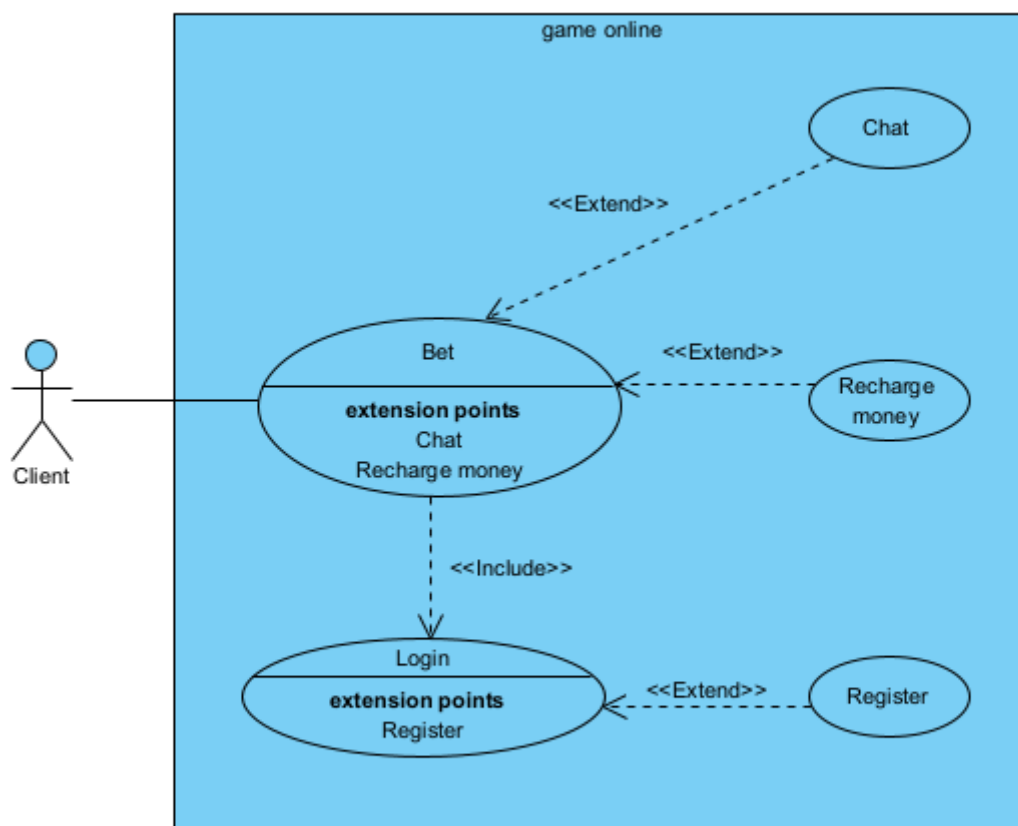 game online
Chat
<<Extend>>
Bet
extension points
Chat
Recharge money
<<Extend>>
Recharge
money
Client
<<Include>>
Login
extension points
Register
<<Extend>>
Register